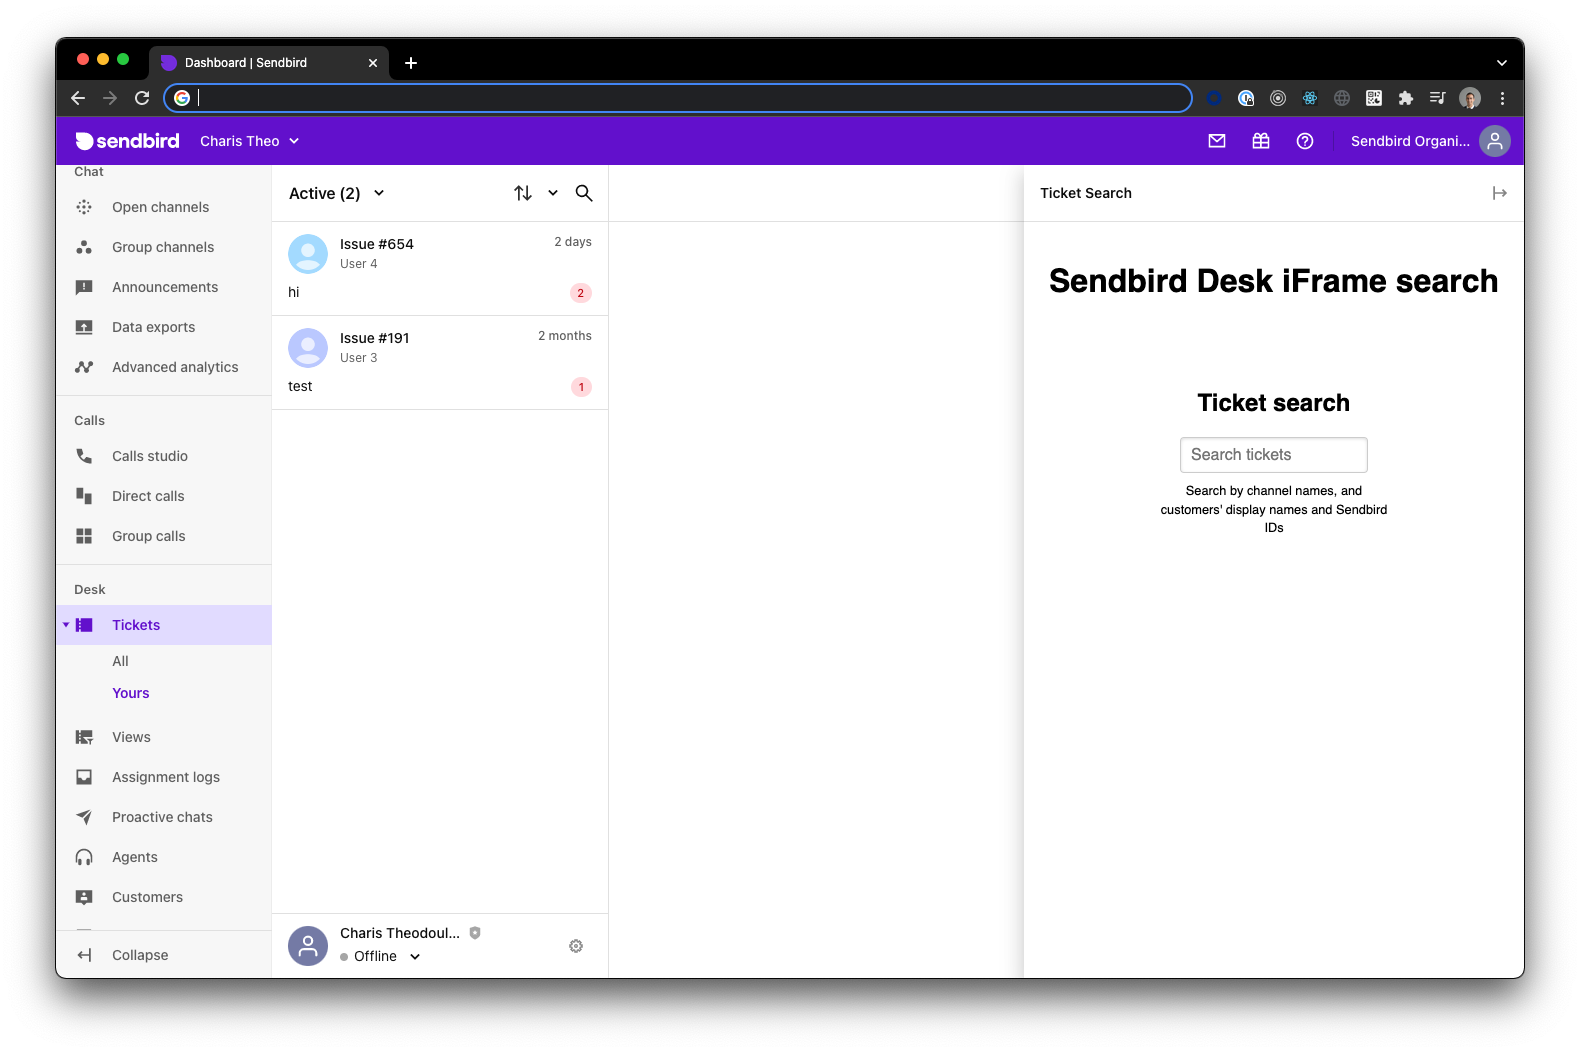 Dashboard | Sendbird
sendbird
Charis Theo
Sendbird Organi...
Chat
Open channels
Group channels
Announcements
Data exports
Advanced analytics
Calls
Calls studio
Direct calls
Group calls
Desk
Tickets
All
Yours
Views
Assignment logs
Proactive chats
Agents
Customers
Collapse
Active (2)
Issue #654
2 days
User 4
hi
2
Issue #191
2 months
User 3
test
1
Charis Theodoul...
Offline
Ticket Search
Sendbird Desk iFrame search
Ticket search
Search tickets
Search by channel names, and
customers' display names and Sendbird
IDs